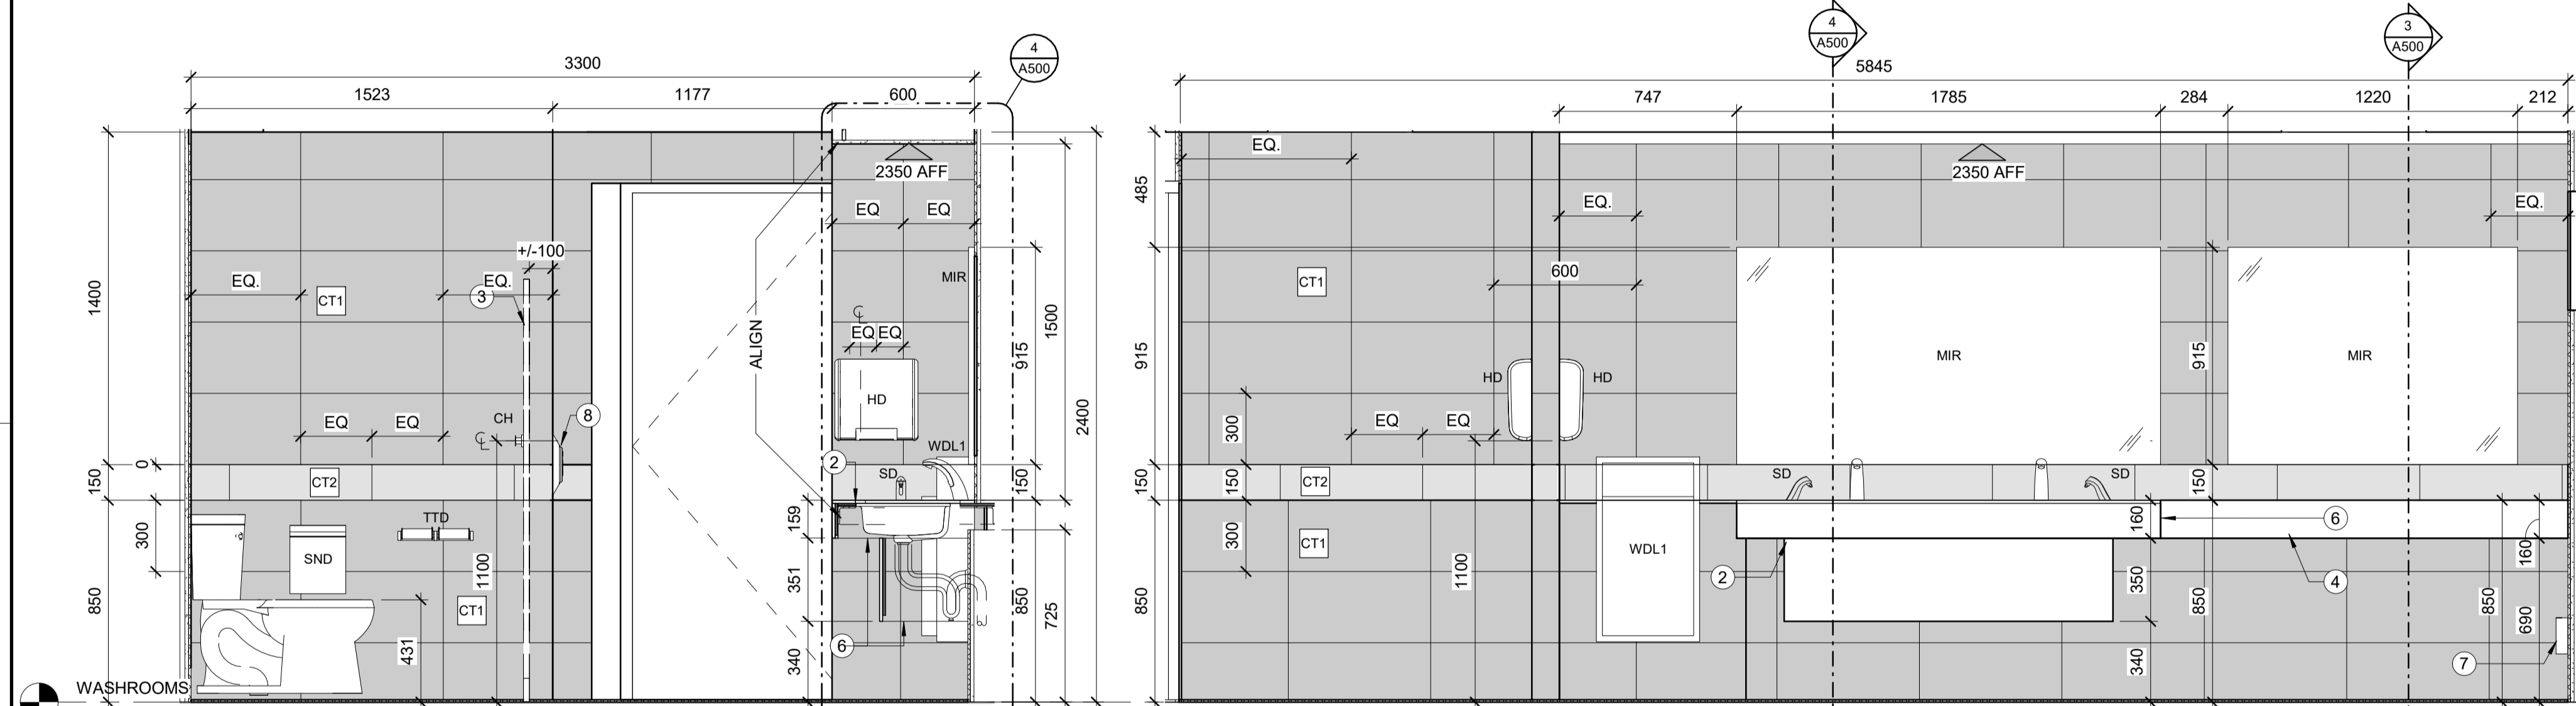 3300
1523
1177
600
4
A500
2350 AFF
EQ
EQ
+/-100
EQ.
EQ.
3
CT1
MIR
1400
ALIGN
1500
915
2400
EQ
EQ
HD
CH
8
EQ
EQ
WDL1
2
SD
0
150
CT2
150
TTD
SND
300
159
1100
CT1
351
850
725
850
431
6
340
WASHROOMS
4
A500
3
A500
5845
747
1785
284
1220
212
EQ.
2350 AFF
485
EQ.
EQ.
CT1
600
915
MIR
915
MIR
HD
HD
300
EQ
EQ
150
150
CT2
SD
SD
150
300
CT1
WDL1
160
6
160
2
4
1100
350
850
850
850
690
340
7